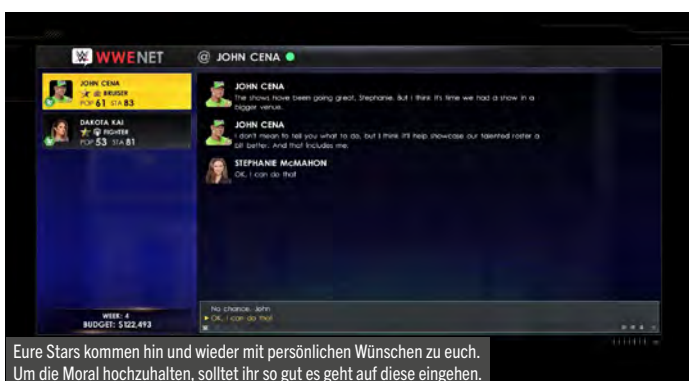 W WWENET
@ JOHN CENA
JOHN CENA
BRUISER
POP 61 STA 83
DAKOTA KAI
FIGHTER
POP 53 STA 81
JOHN CENA
The shows have been going great, Stephanie. But I think it's time we had a show in a
bigger venue.
JOHN CENA
I don't mean to tell you what to do, but I think it'll help showcase our talented roster a
bit better. And that includes me.
STEPHANIE McMAHON
OK, I can do that
WEEK: 4
BUDGET: $122,493
No chance, John
OK, I can do that
Eure Stars kommen hin und wieder mit persönlichen Wünschen zu euch.
Um die Moral hochzuhalten, solltet ihr so gut es geht auf diese eingehen.